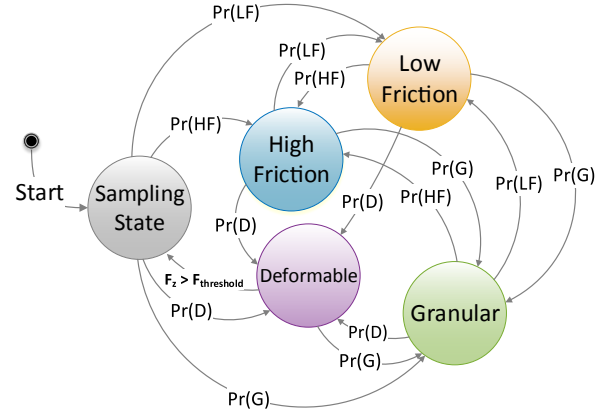 Pr(LF)
Pr(LF)
Low
Friction
Pr(HF)
Pr(HF)
High
Friction
Pr(G)
Pr(G)
Pr(LF)
Start
Sampling
State
Pr(HF)
Pr(D)
Pr(D)
Fz > Fthreshold
Deformable
Pr(D)
Granular
Pr(D)
Pr(G)
Pr(G)